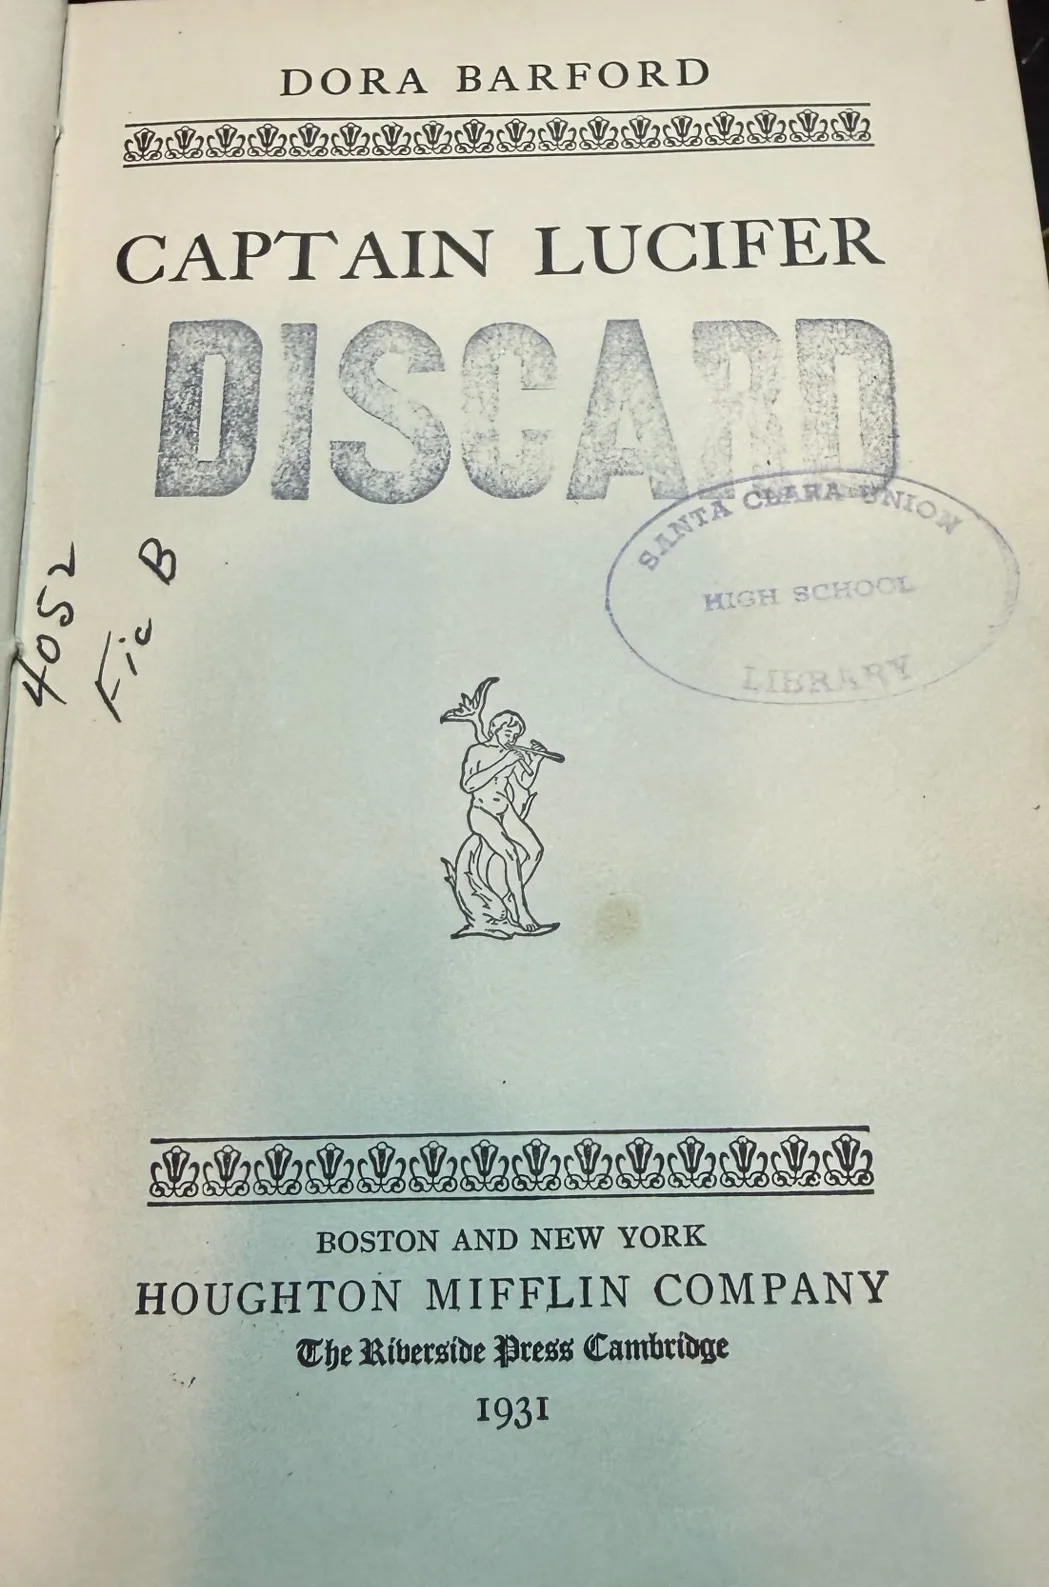 DORA BARFORD
CAPTAIN LUCIFER
DISCARD
SANTA CLARA UNION
HIGH SCHOOL
LIBRARY
4052
Fic B
BOSTON AND NEW YORK
HOUGHTON MIFFLIN COMPANY
The Riverside Press Cambridge
1931